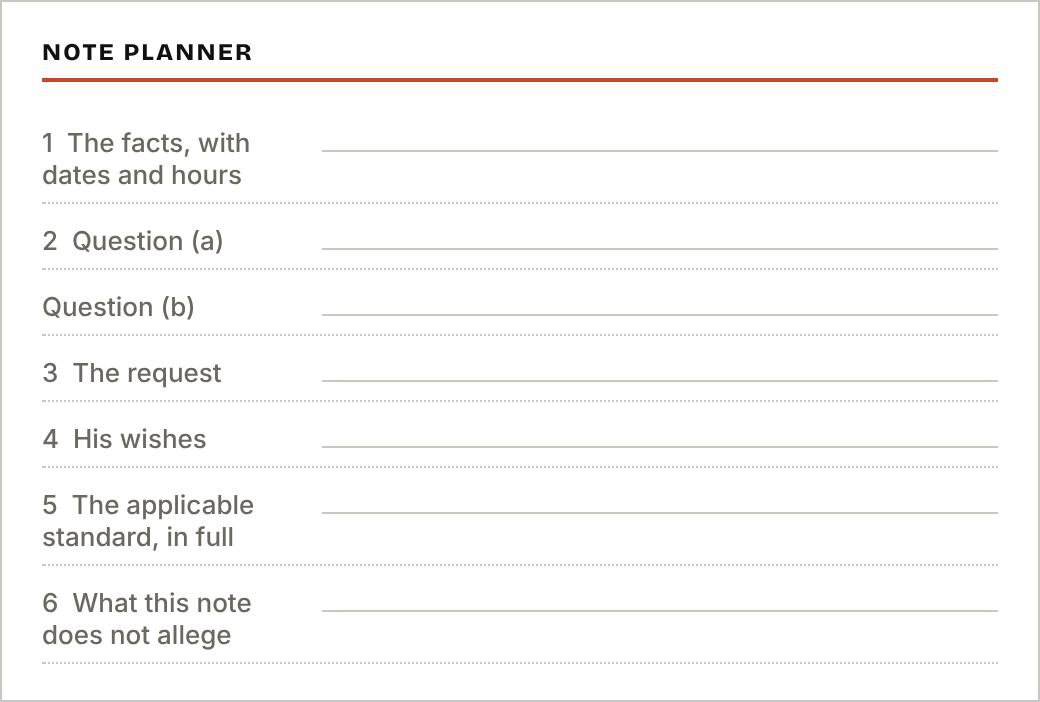 NOTE PLANNER
1 The facts, with
dates and hours
2 Question (a)
Question (b)
3 The request
4 His wishes
5 The applicable
standard, in full
6 What this note
does not allege